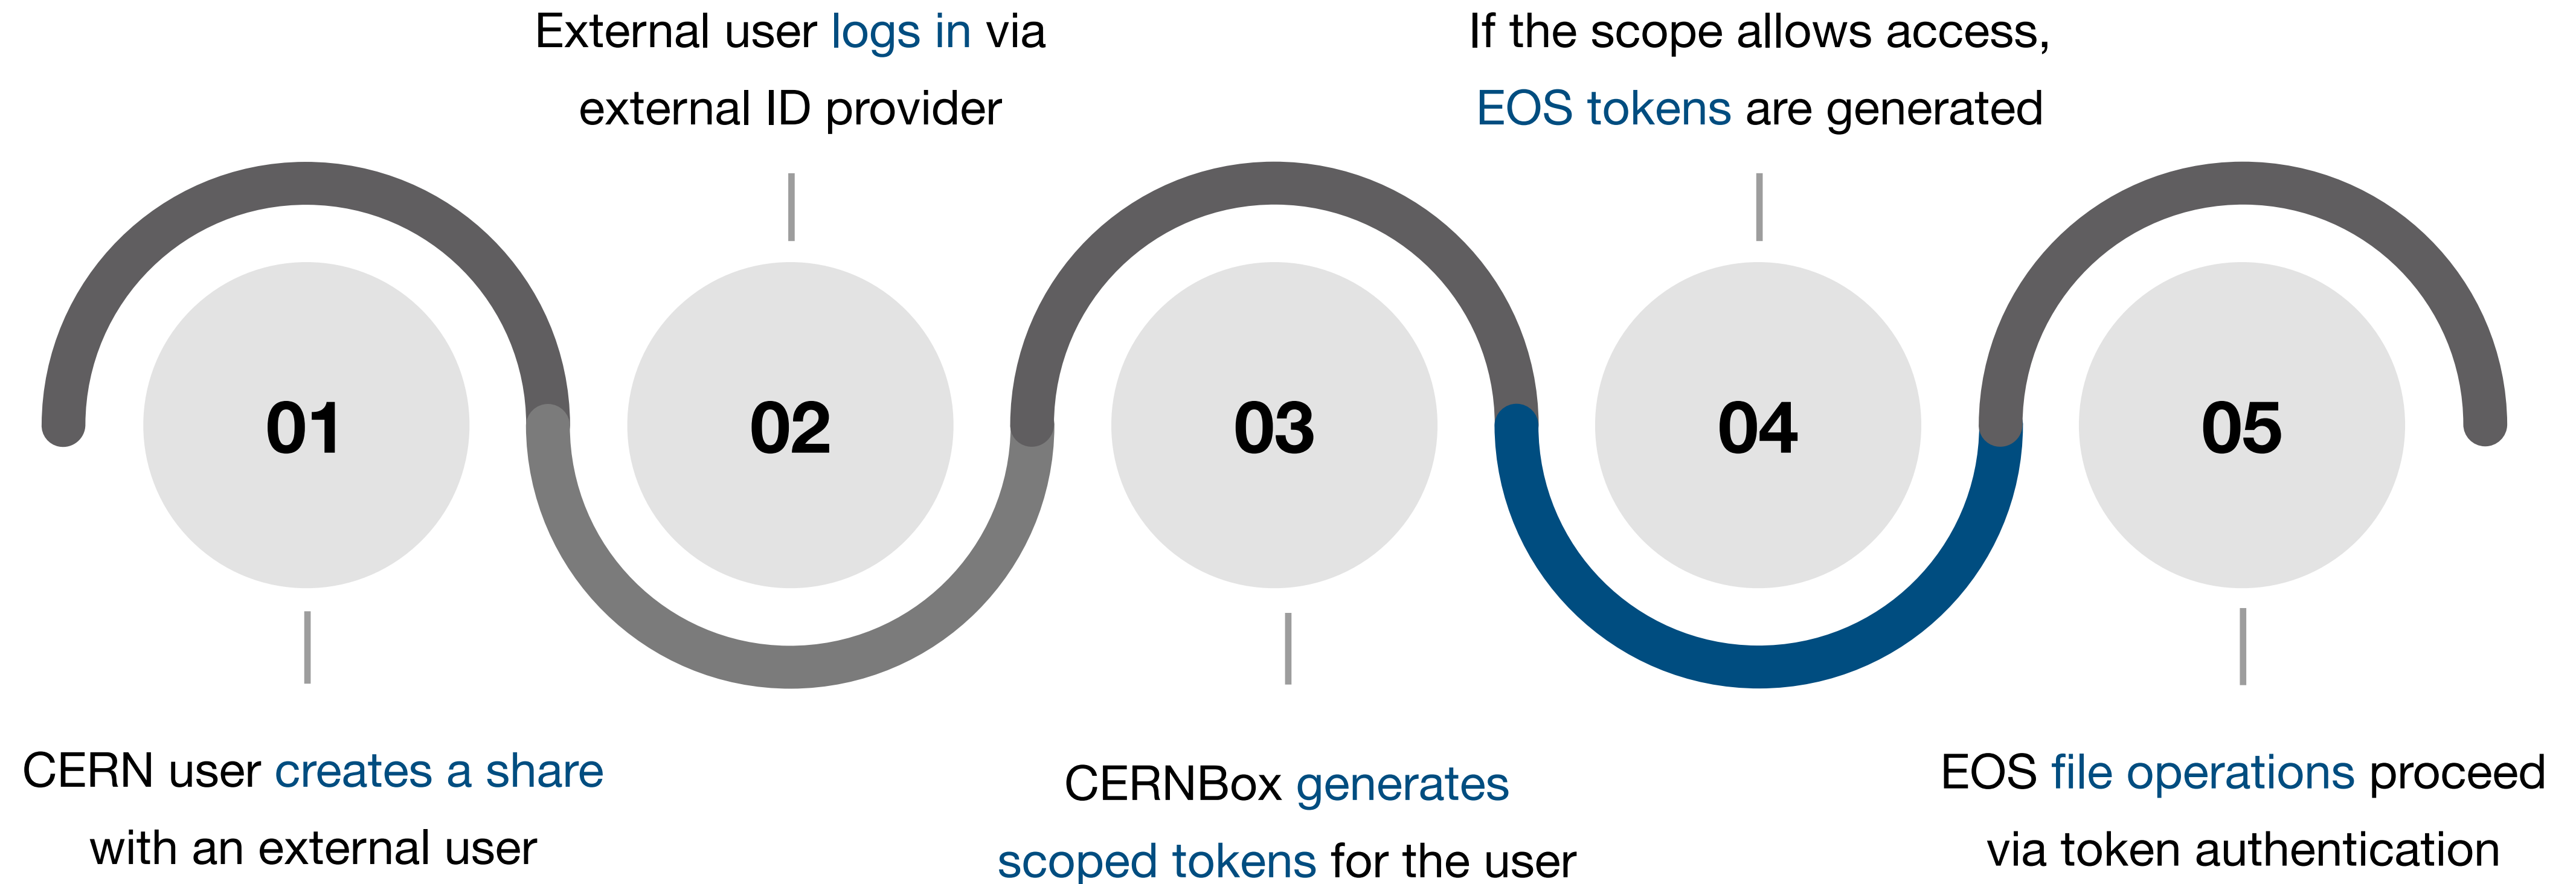 External user logs in via
external ID provider
If the scope allows access,
EOS tokens are generated
01
02
03
04
05
CERN user creates a share
with an external user
CERNBox generates
scoped tokens for the user
EOS file operations proceed
via token authentication